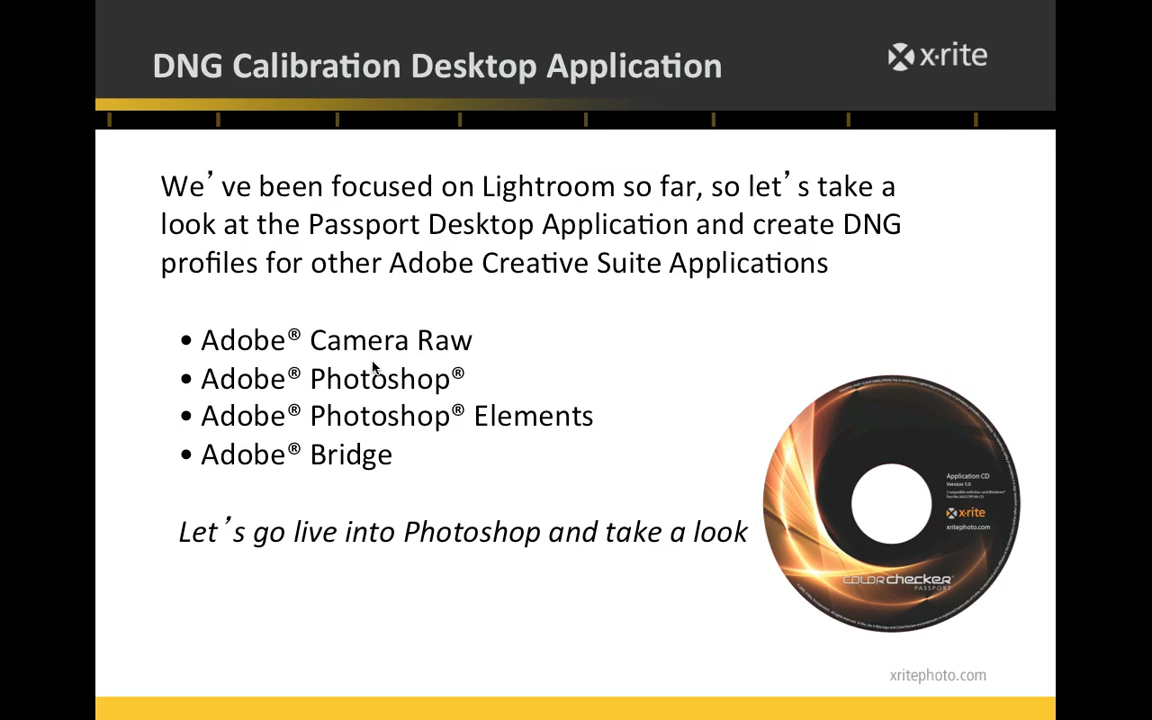 DNG Calibration Desktop Application
x·rite
We’ve been focused on Lightroom so far, so let’s take a
look at the Passport Desktop Application and create DNG
profiles for other Adobe Creative Suite Applications
• Adobe® Camera Raw
• Adobe® Photoshop®
• Adobe® Photoshop® Elements
• Adobe® Bridge
Let’s go live into Photoshop and take a look
Application CD
Version 1.0
x·rite
xritephoto.com
colorchecker
PASSPORT
xritephoto.com